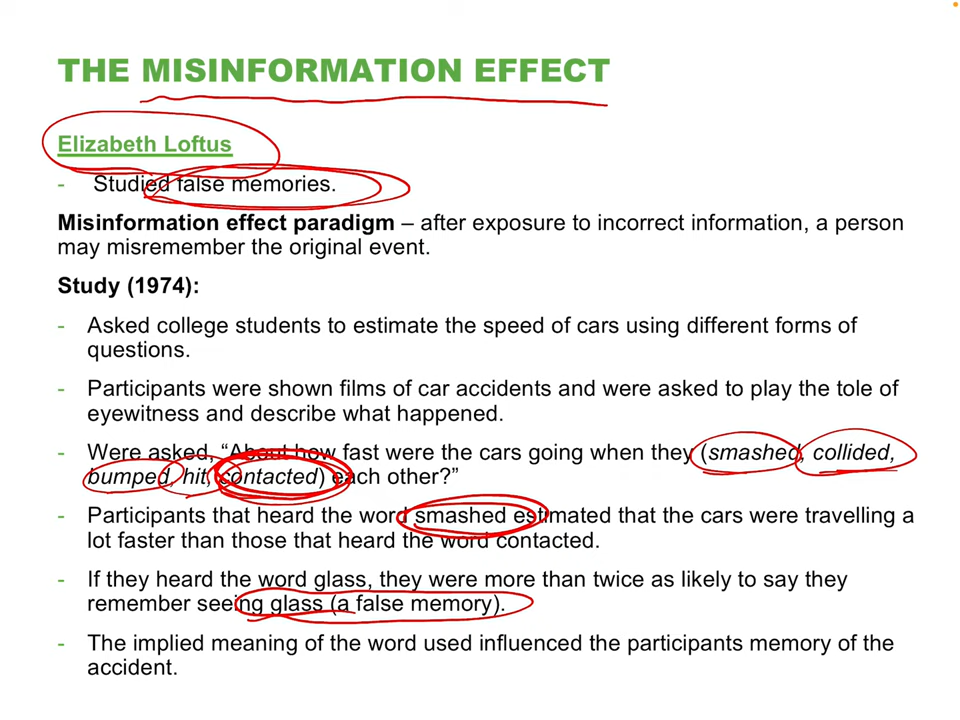 THE MISINFORMATION EFFECT
Elizabeth Loftus
- Studied false memories.
Misinformation effect paradigm – after exposure to incorrect information, a person
may misremember the original event.
Study (1974):
- Asked college students to estimate the speed of cars using different forms of
questions.
- Participants were shown films of car accidents and were asked to play the tole of
eyewitness and describe what happened.
- Were asked, “About how fast were the cars going when they (smashed, collided,
bumped, hit, contacted) each other?”
- Participants that heard the word smashed estimated that the cars were travelling a
lot faster than those that heard the word contacted.
- If they heard the word glass, they were more than twice as likely to say they
remember seeing glass (a false memory).
- The implied meaning of the word used influenced the participants memory of the
accident.